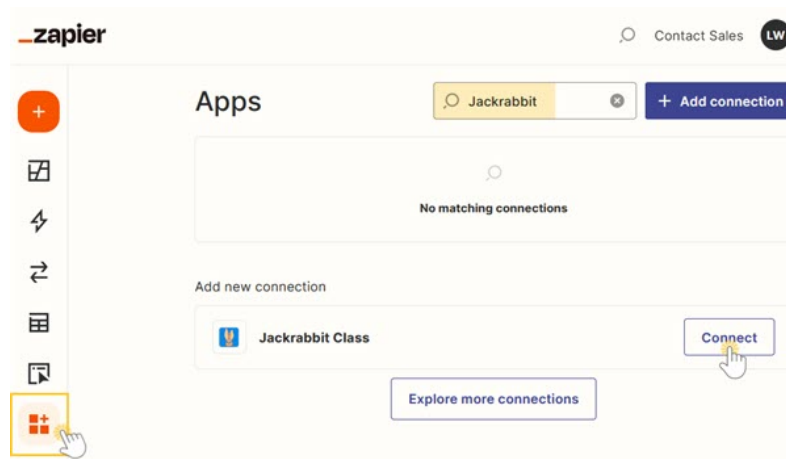 _zapier
Contact Sales
LW
Apps
Jackrabbit
+ Add connection
No matching connections
Add new connection
Jackrabbit Class
Connect
Explore more connections